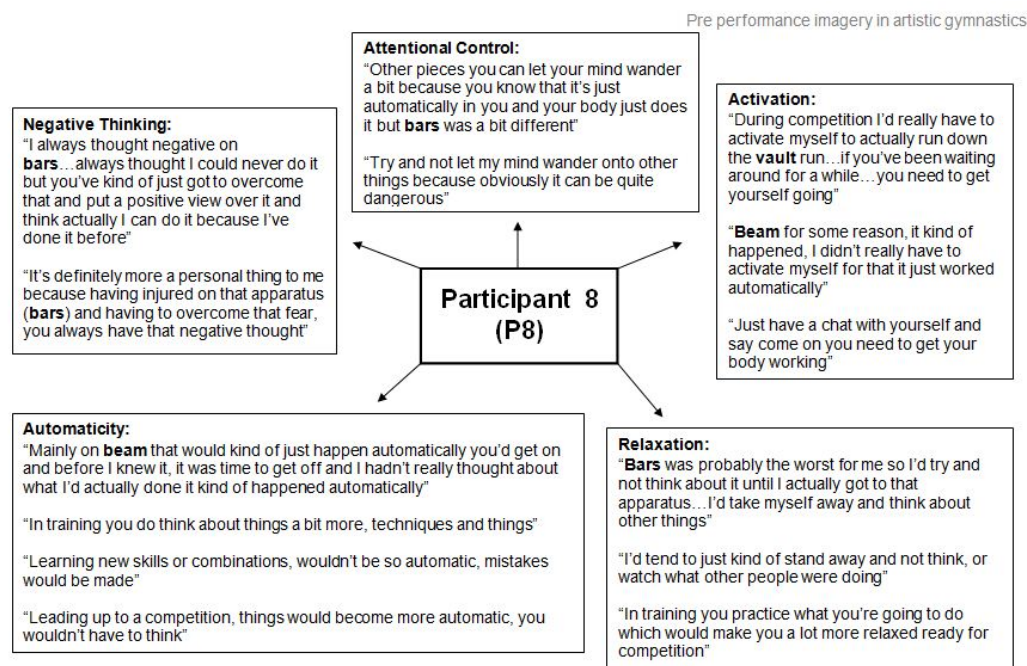 Pre performance imagery in artistic gymnastics
Attentional Control:
“Other pieces you can let your mind wander
a bit because you know that it’s just
automatically in you and your body just does
it but bars was a bit different”
“Try and not let my mind wander onto other
things because obviously it can be quite
dangerous”
Negative Thinking:
“I always thought negative on
bars…always thought I could never do it
but you’ve kind of just got to overcome
that and put a positive view over it and
think actually I can do it because I’ve
done it before”
“It’s definitely more a personal thing to me
because having injured on that apparatus
(bars) and having to overcome that fear,
you always have that negative thought”
Activation:
“During competition I’d really have to
activate myself to actually run down
the vault run…if you’ve been waiting
around for a while…you need to get
yourself going”
“Beam for some reason, it kind of
happened, I didn’t really have to
activate myself for that it just worked
automatically”
“Just have a chat with yourself and
say come on you need to get your
body working”
Participant 8
(P8)
Automaticity:
“Mainly on beam that would kind of just happen automatically you’d get on
and before I knew it, it was time to get off and I hadn’t really thought about
what I’d actually done it kind of happened automatically”
“In training you do think about things a bit more, techniques and things”
“Learning new skills or combinations, wouldn’t be so automatic, mistakes
would be made”
“Leading up to a competition, things would become more automatic, you
wouldn’t have to think”
Relaxation:
“Bars was probably the worst for me so I’d try and
not think about it until I actually got to that
apparatus…I’d take myself away and think about
other things”
“I’d tend to just kind of stand away and not think, or
watch what other people were doing”
“In training you practice what you’re going to do
which would make you a lot more relaxed ready for
competition”